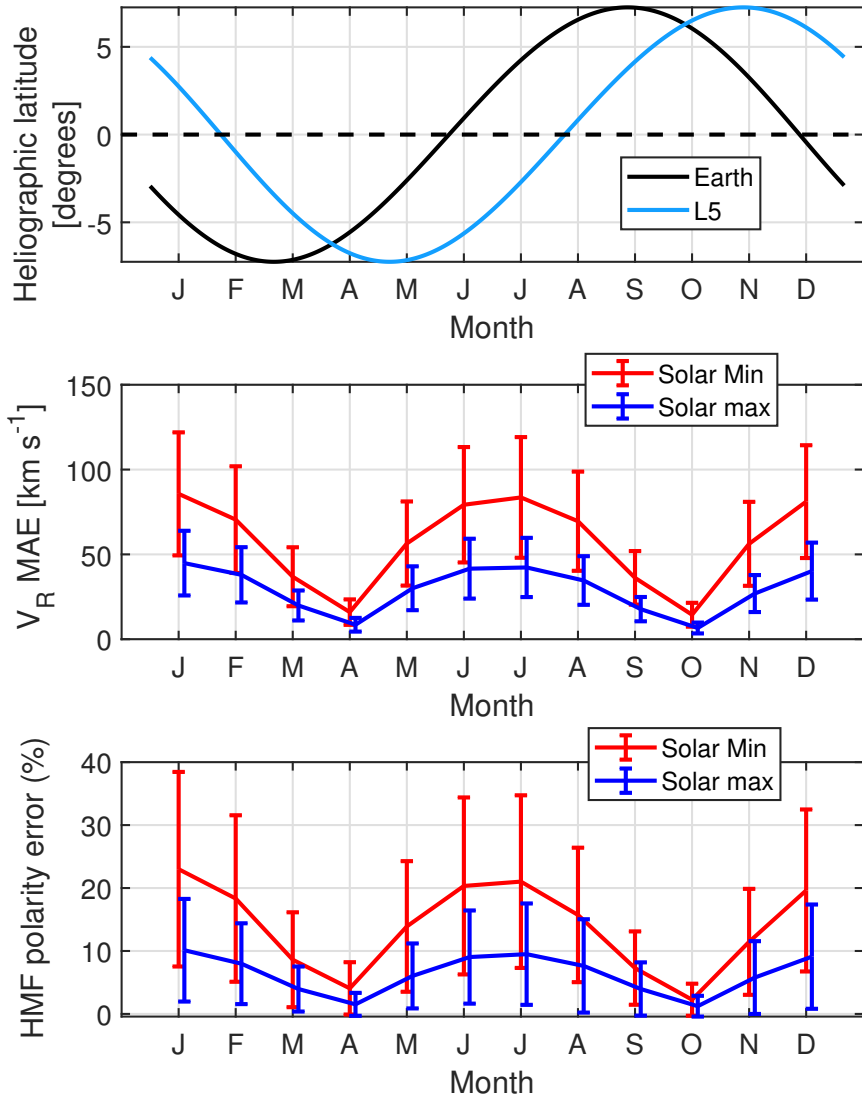 Heliographic latitude
[degrees]
5
0
-5
Earth
L5
J F M A M J J A S O N D
Month
V_R MAE [km s^-1]
150
100
50
0
Solar Min
Solar max
J F M A M J J A S O N D
Month
HMF polarity error (%)
40
30
20
10
0
Solar Min
Solar max
J F M A M J J A S O N D
Month